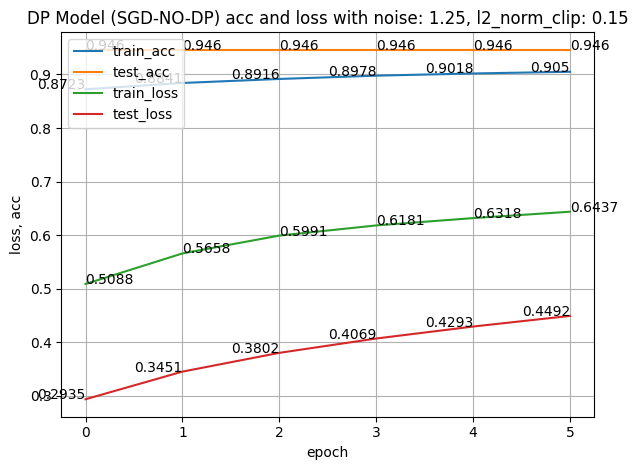 DP Model (SGD-NO-DP) acc and loss with noise: 1.25, l2_norm_clip: 0.15
train_acc
test_acc
train_loss
test_loss
0.946 0.946 0.946 0.946 0.946 0.946
0.8723 0.8841 0.8916 0.8978 0.9018 0.905
0.5088 0.5658 0.5991 0.6181 0.6318 0.6437
0.2935 0.3451 0.3802 0.4069 0.4293 0.4492
loss, acc
0.9
0.8
0.7
0.6
0.5
0.4
0.3
0 1 2 3 4 5
epoch